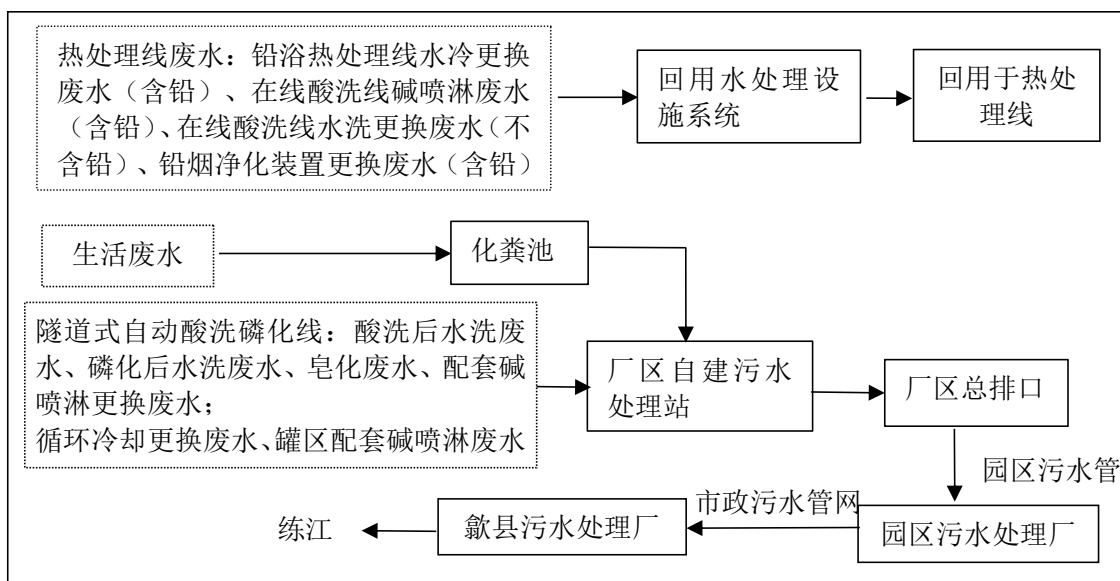 热处理线废水：铅浴热处理线水冷更换
废水（含铅）、在线酸洗线碱喷淋废水
（含铅）、在线酸洗线水洗更换废水（不
含铅）、铅烟净化装置更换废水（含铅）
回用水处理设
施系统
回用于热处
理线
生活废水
化粪池
隧道式自动酸洗磷化线：酸洗后水洗废
水、磷化后水洗废水、皂化废水、配套碱
喷淋更换废水；
循环冷却更换废水、罐区配套碱喷淋废水
厂区自建污水
处理站
厂区总排口
园区污水管
园区污水处理厂
市政污水管网
歙县污水处理厂
练江